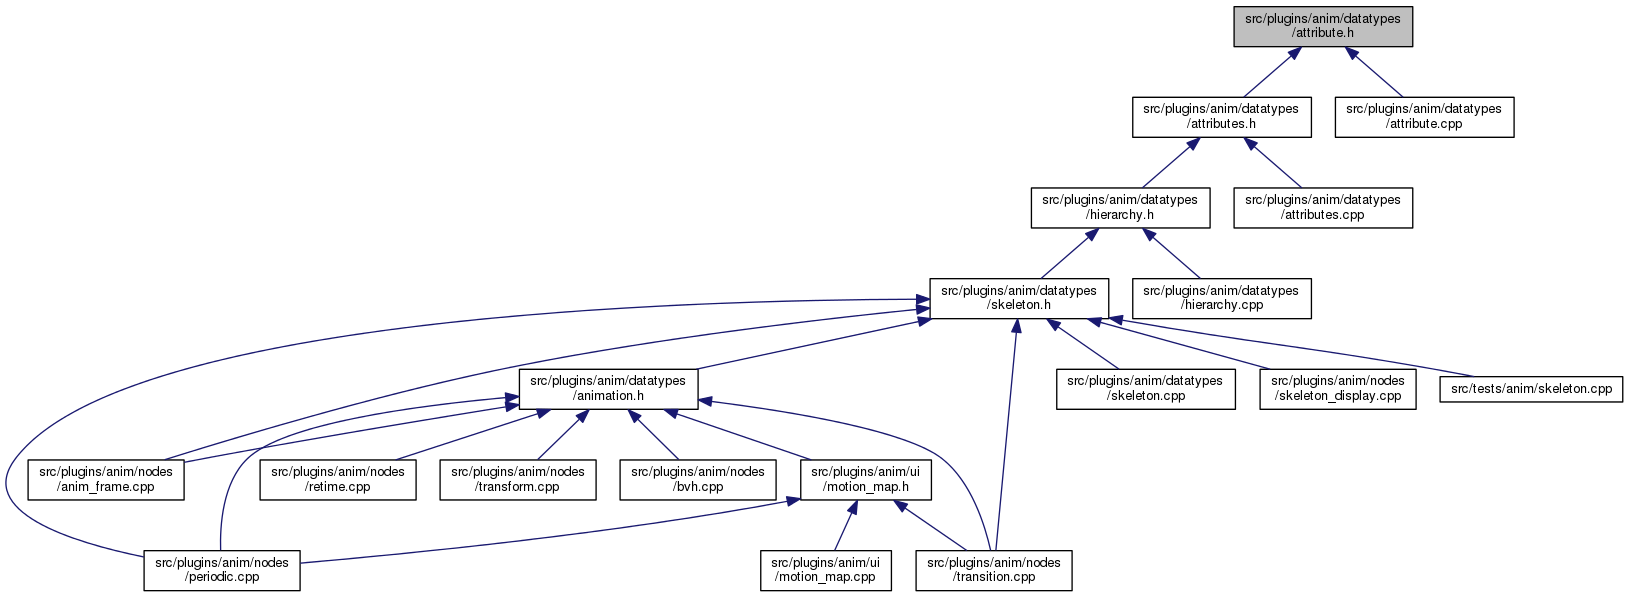 src/plugins/anim/datatypes
/attribute.h
src/plugins/anim/datatypes
/attributes.h
src/plugins/anim/datatypes
/attribute.cpp
src/plugins/anim/datatypes
/hierarchy.h
src/plugins/anim/datatypes
/attributes.cpp
src/plugins/anim/datatypes
/skeleton.h
src/plugins/anim/datatypes
/hierarchy.cpp
src/plugins/anim/datatypes
/animation.h
src/plugins/anim/datatypes
/skeleton.cpp
src/plugins/anim/nodes
/skeleton_display.cpp
src/tests/anim/skeleton.cpp
src/plugins/anim/nodes
/anim_frame.cpp
src/plugins/anim/nodes
/retime.cpp
src/plugins/anim/nodes
/transform.cpp
src/plugins/anim/nodes
/bvh.cpp
src/plugins/anim/ui
/motion_map.h
src/plugins/anim/nodes
/periodic.cpp
src/plugins/anim/ui
/motion_map.cpp
src/plugins/anim/nodes
/transition.cpp